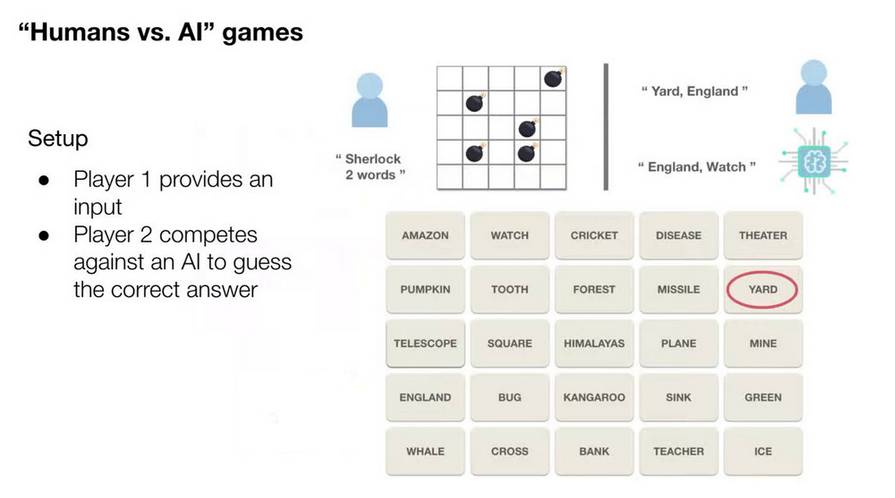 “Humans vs. AI” games
Setup
● Player 1 provides an
input
● Player 2 competes
against an AI to guess
the correct answer
“ Sherlock
2 words ”
“ Yard, England ”
“ England, Watch ”
AMAZON WATCH CRICKET DISEASE THEATER
PUMPKIN TOOTH FOREST MISSILE YARD
TELESCOPE SQUARE HIMALAYAS PLANE MINE
ENGLAND BUG KANGAROO SINK GREEN
WHALE CROSS BANK TEACHER ICE